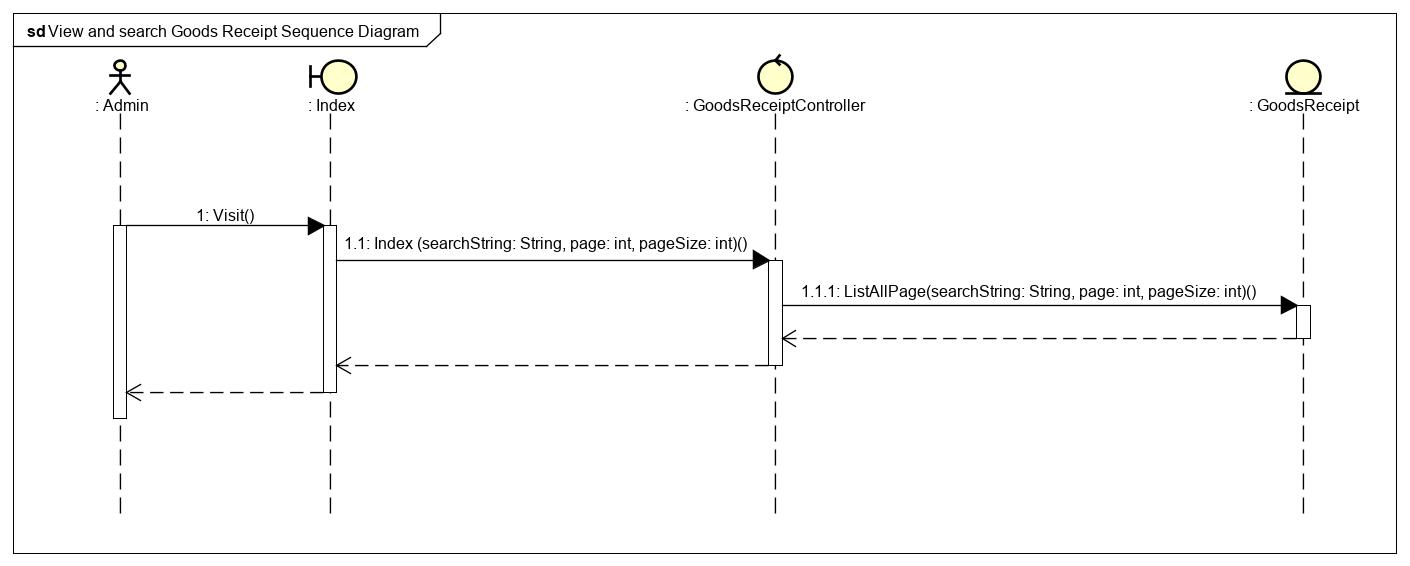 sd View and search Goods Receipt Sequence Diagram
: Admin
: Index
: GoodsReceiptController
: GoodsReceipt
1: Visit()
1.1: Index (searchString: String, page: int, pageSize: int)()
1.1.1: ListAllPage(searchString: String, page: int, pageSize: int)()